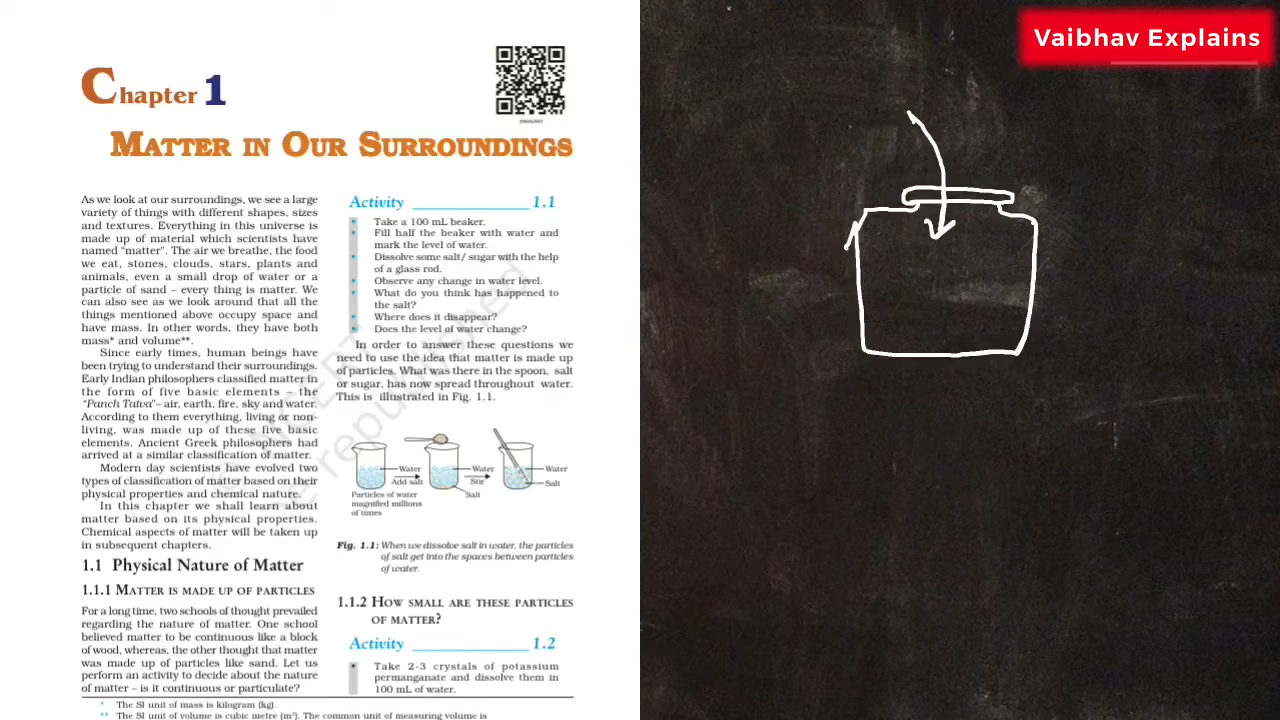 Chapter 1
MATTER IN OUR SURROUNDINGS
As we look at our surroundings, we see a large
variety of things with different shapes, sizes
and textures. Everything in this universe is
made up of material which scientists have
named "matter". The air we breathe, the food
we eat, stones, clouds, stars, plants and
animals, even a small drop of water or a
particle of sand – every thing is matter. We
can also see as we look around that all the
things mentioned above occupy space and
have mass. In other words, they have both
mass* and volume**.
Since early times, human beings have
been trying to understand their surroundings.
Early Indian philosophers classified matter in
the form of five basic elements – the
"Panch Tatva"– air, earth, fire, sky and water.
According to them everything, living or non-
living, was made up of these five basic
elements. Ancient Greek philosophers had
arrived at a similar classification of matter.
Modern day scientists have evolved two
types of classification of matter based on their
physical properties and chemical nature.
In this chapter we shall learn about
matter based on its physical properties.
Chemical aspects of matter will be taken up
in subsequent chapters.
1.1 Physical Nature of Matter
1.1.1 MATTER IS MADE UP OF PARTICLES
For a long time, two schools of thought prevailed
regarding the nature of matter. One school
believed matter to be continuous like a block
of wood, whereas, the other thought that matter
was made up of particles like sand. Let us
perform an activity to decide about the nature
of matter – is it continuous or particulate?
Activity ____________ 1.1
• Take a 100 mL beaker.
• Fill half the beaker with water and
mark the level of water.
• Dissolve some salt/ sugar with the help
of a glass rod.
• Observe any change in water level.
• What do you think has happened to
the salt?
• Where does it disappear?
• Does the level of water change?
In order to answer these questions we
need to use the idea that matter is made up
of particles. What was there in the spoon, salt
or sugar, has now spread throughout water.
This is illustrated in Fig. 1.1.
Water
Add salt
Water
Stir
Water
Salt
Salt
Particles of water
magnified millions
of times
Fig. 1.1: When we dissolve salt in water, the particles
of salt get into the spaces between particles
of water.
1.1.2 HOW SMALL ARE THESE PARTICLES
OF MATTER?
Activity ____________ 1.2
• Take 2-3 crystals of potassium
permanganate and dissolve them in
100 mL of water.
* The SI unit of mass is kilogram (kg).
** The SI unit of volume is cubic metre (m³). The common unit of measuring volume is
Vaibhav Explains